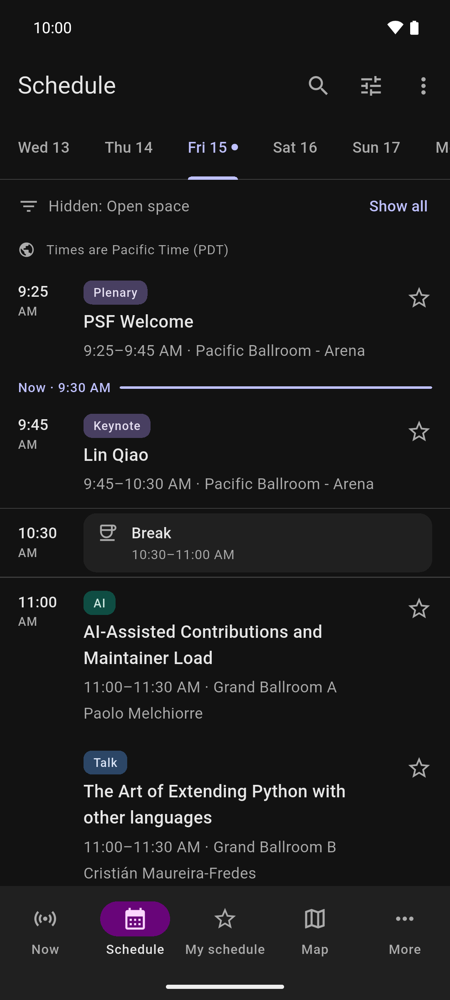 10:00
Schedule
Wed 13 Thu 14 Fri 15 Sat 16 Sun 17 M
Hidden: Open space Show all
Times are Pacific Time (PDT)
9:25 AM
Plenary
PSF Welcome
9:25–9:45 AM · Pacific Ballroom - Arena
Now · 9:30 AM
9:45 AM
Keynote
Lin Qiao
9:45–10:30 AM · Pacific Ballroom - Arena
10:30 AM
Break
10:30–11:00 AM
11:00 AM
AI
AI-Assisted Contributions and
Maintainer Load
11:00–11:30 AM · Grand Ballroom A
Paolo Melchiorre
Talk
The Art of Extending Python with
other languages
11:00–11:30 AM · Grand Ballroom B
Cristián Maureira-Fredes
Now Schedule My schedule Map More